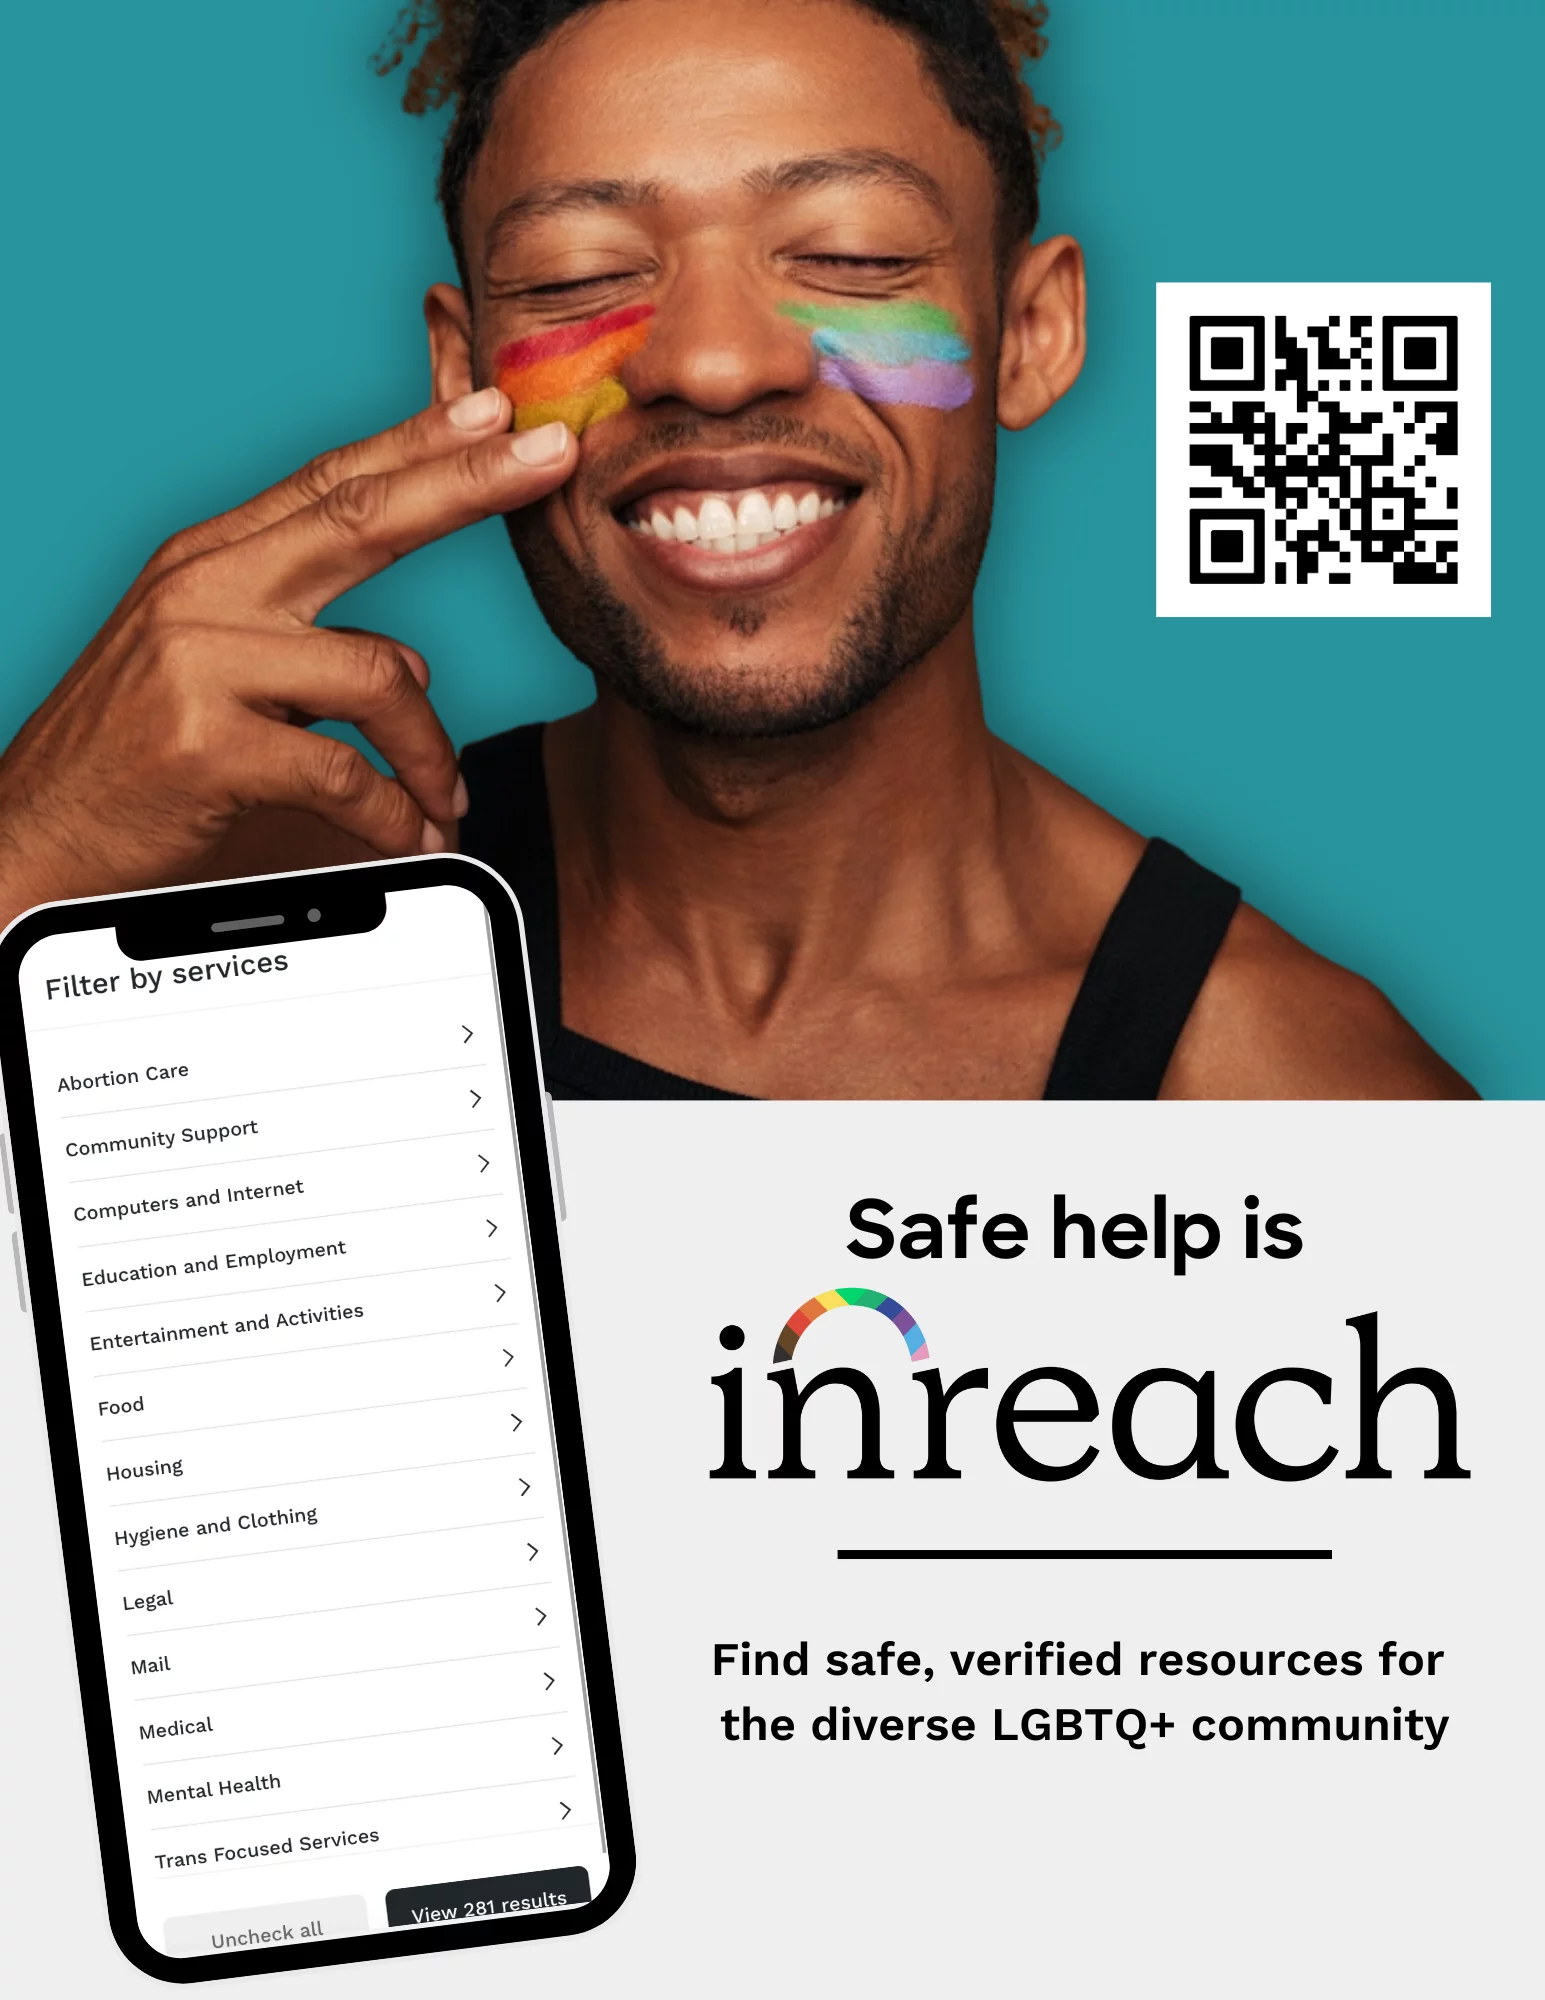 Filter by services
Abortion Care
Community Support
Computers and Internet
Education and Employment
Entertainment and Activities
Food
Housing
Hygiene and Clothing
Legal
Mail
Medical
Mental Health
Trans Focused Services
Uncheck all
View 281 results
Safe help is
inreach
Find safe, verified resources for
the diverse LGBTQ+ community